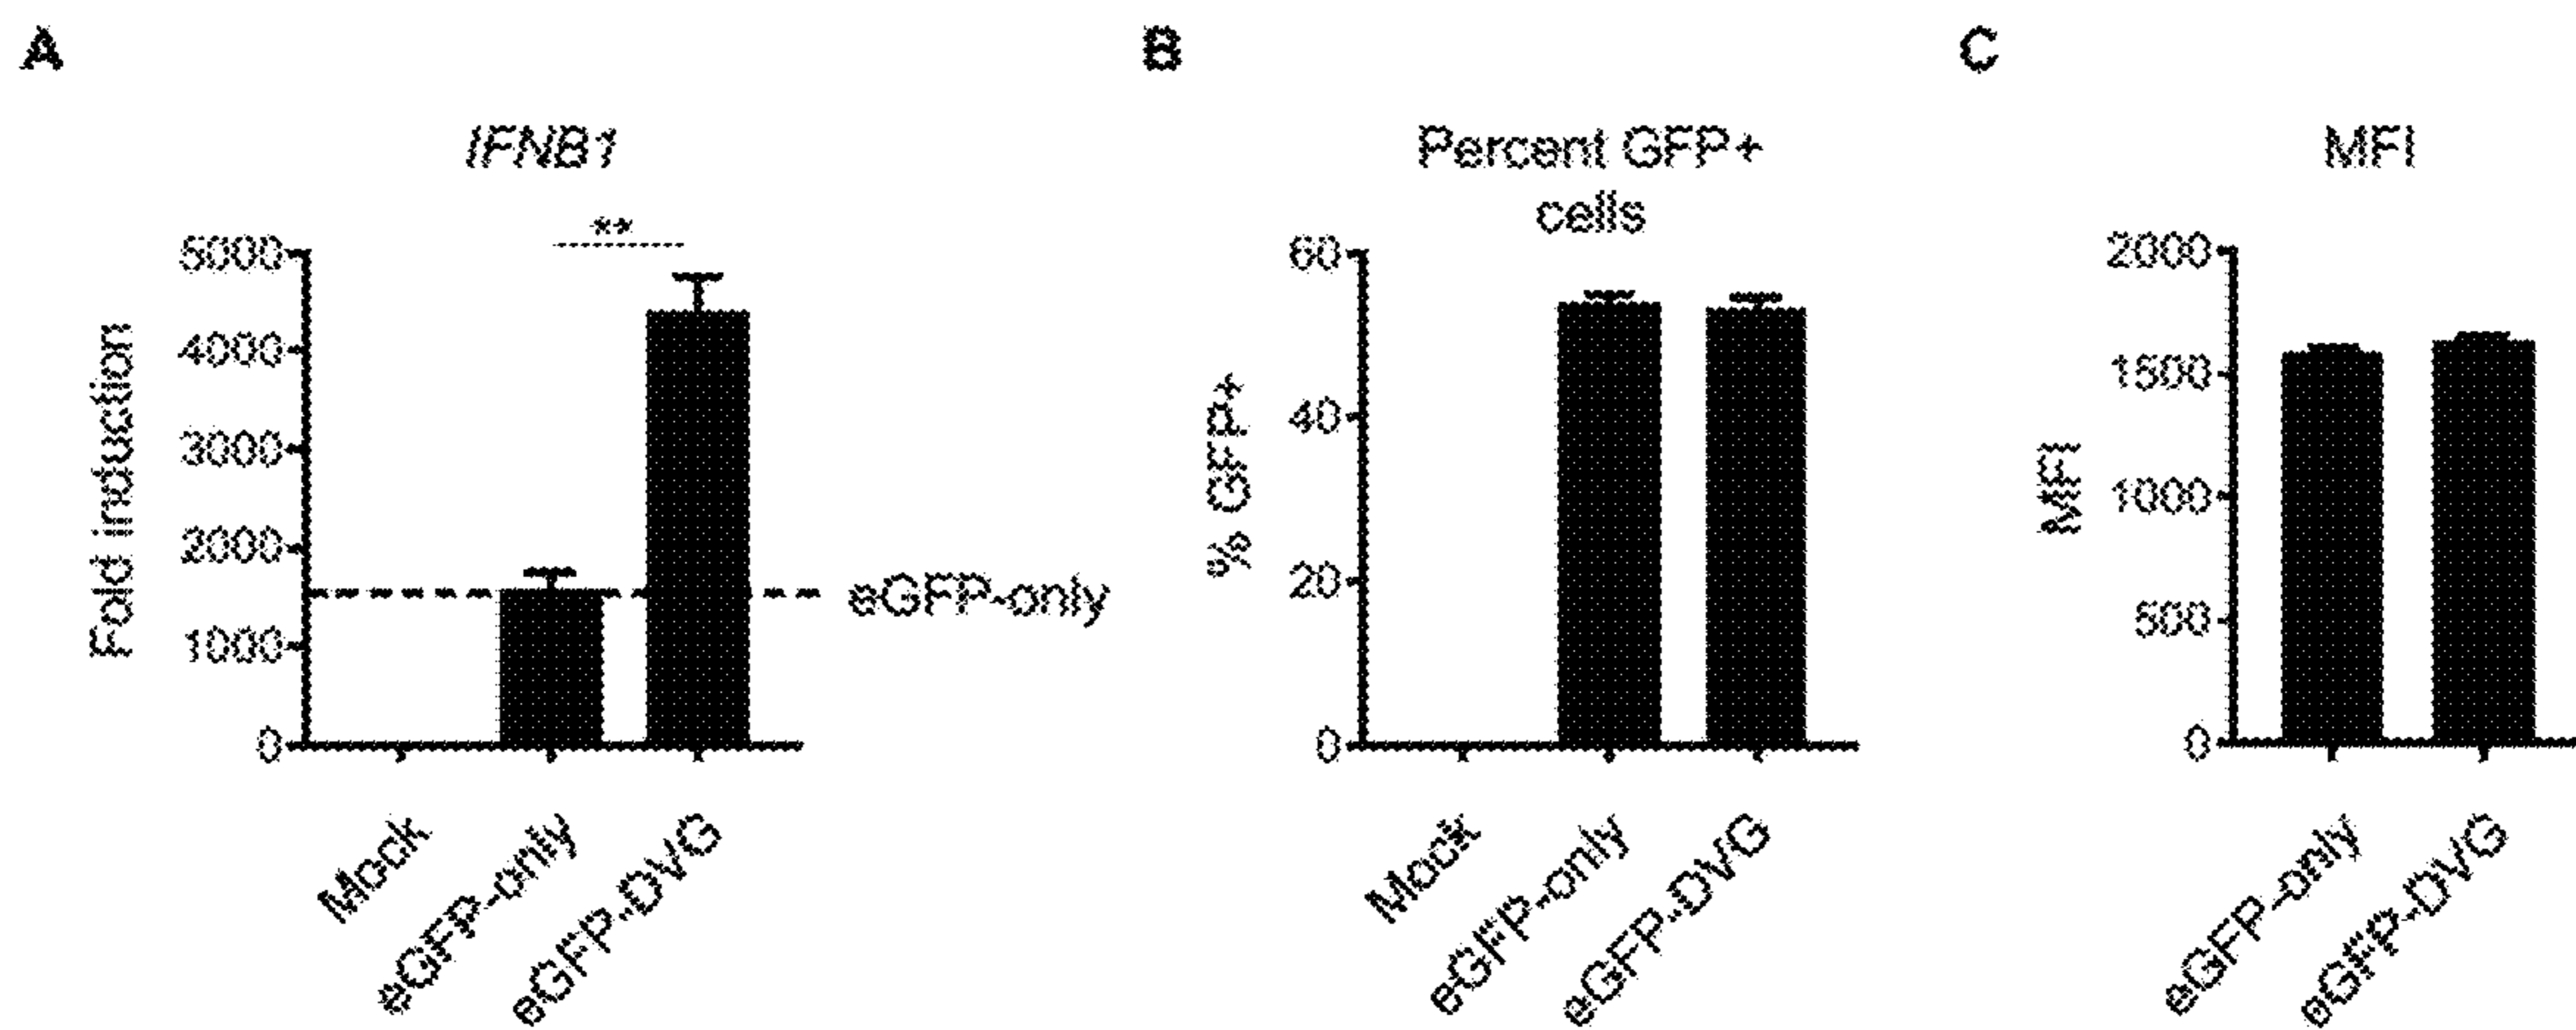 A
IFNB1
**
5000
4000
3000
2000
1000
0
Fold induction
eGFP-only
Mock
eGFP-only
eGFP-DVG
B
Percent GFP+
cells
60
40
20
0
% GFP+
Mock
eGFP-only
eGFP-DVG
C
MFI
2000
1500
1000
500
0
MFI
eGFP-only
eGFP-DVG